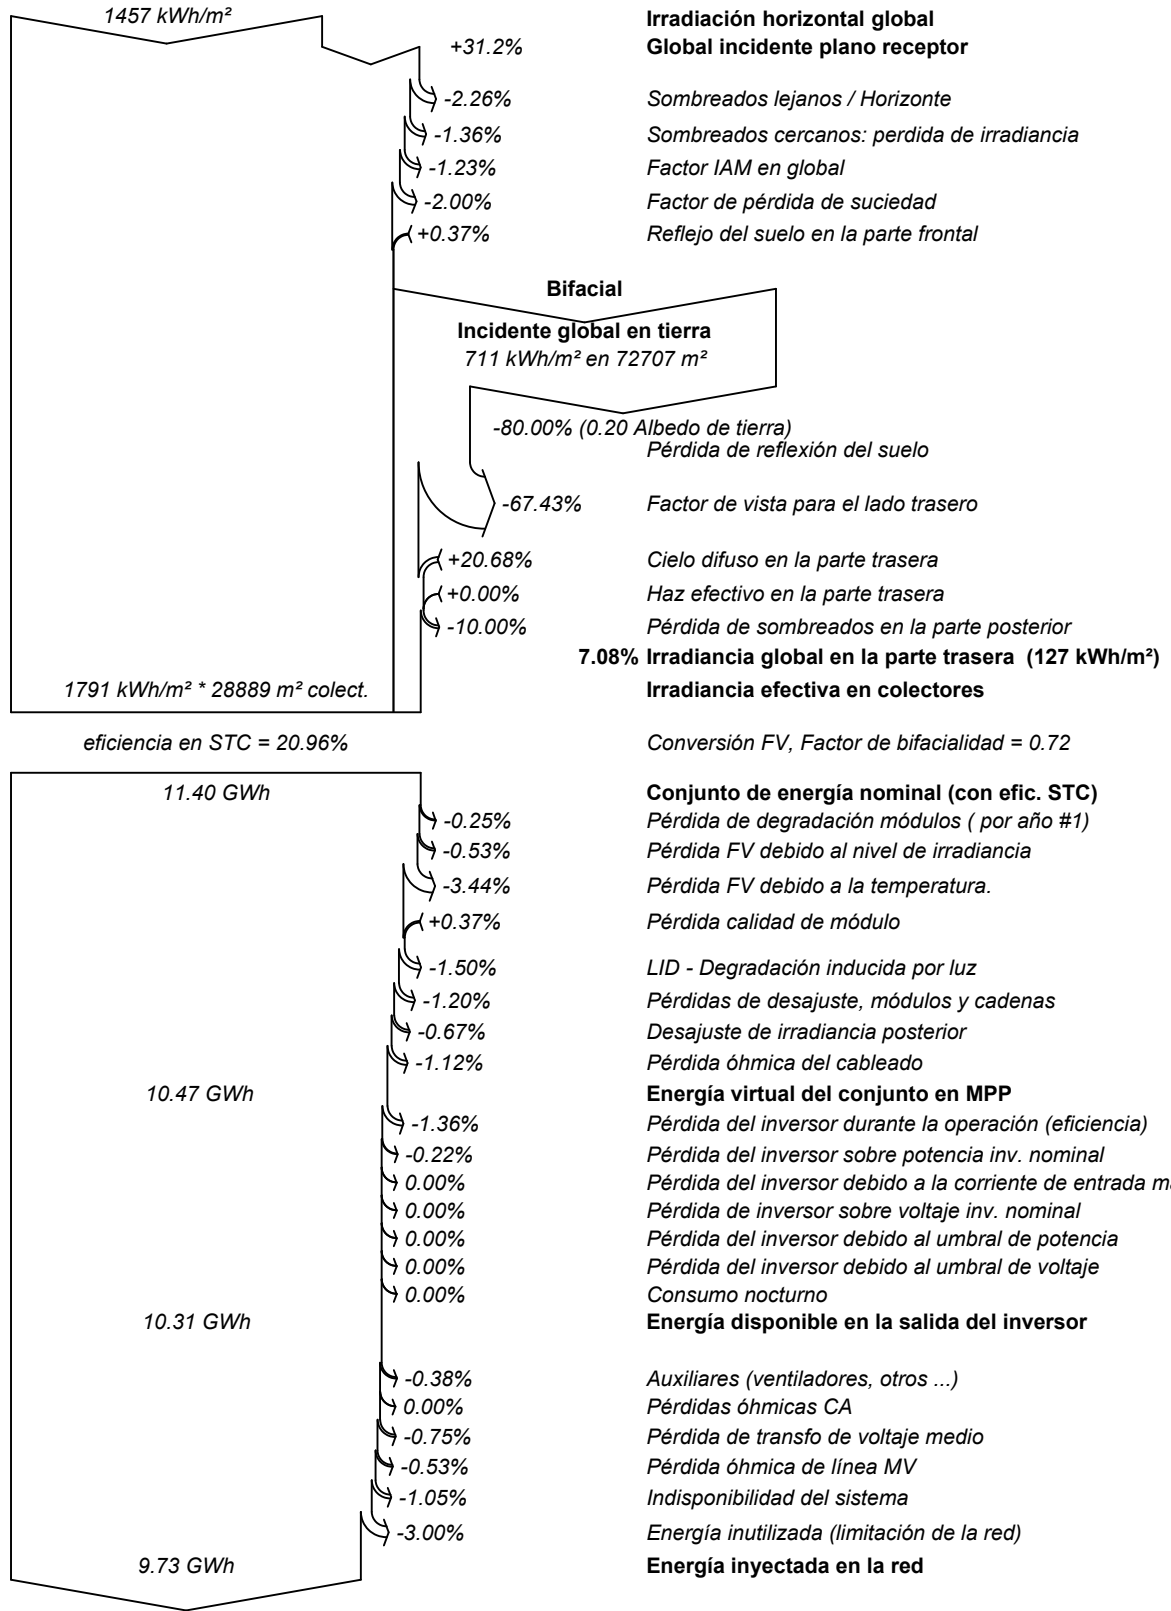 1457 kWh/m² Irradiación horizontal global
+31.2% Global incidente plano receptor
-2.26% Sombreados lejanos / Horizonte
-1.36% Sombreados cercanos: perdida de irradiancia
-1.23% Factor IAM en global
-2.00% Factor de pérdida de suciedad
+0.37% Reflejo del suelo en la parte frontal
Bifacial
Incidente global en tierra
711 kWh/m² en 72707 m²
-80.00% (0.20 Albedo de tierra)
Pérdida de reflexión del suelo
-67.43% Factor de vista para el lado trasero
+20.68% Cielo difuso en la parte trasera
+0.00% Haz efectivo en la parte trasera
-10.00% Pérdida de sombreados en la parte posterior
7.08% Irradiancia global en la parte trasera (127 kWh/m²)
1791 kWh/m² * 28889 m² colect. Irradiancia efectiva en colectores
eficiencia en STC = 20.96% Conversión FV, Factor de bifacialidad = 0.72
11.40 GWh Conjunto de energía nominal (con efic. STC)
-0.25% Pérdida de degradación módulos ( por año #1)
-0.53% Pérdida FV debido al nivel de irradiancia
-3.44% Pérdida FV debido a la temperatura.
+0.37% Pérdida calidad de módulo
-1.50% LID - Degradación inducida por luz
-1.20% Pérdidas de desajuste, módulos y cadenas
-0.67% Desajuste de irradiancia posterior
-1.12% Pérdida óhmica del cableado
10.47 GWh Energía virtual del conjunto en MPP
-1.36% Pérdida del inversor durante la operación (eficiencia)
-0.22% Pérdida del inversor sobre potencia inv. nominal
0.00% Pérdida del inversor debido a la corriente de entrada
0.00% Pérdida de inversor sobre voltaje inv. nominal
0.00% Pérdida del inversor debido al umbral de potencia
0.00% Pérdida del inversor debido al umbral de voltaje
0.00% Consumo nocturno
10.31 GWh Energía disponible en la salida del inversor
-0.38% Auxiliares (ventiladores, otros ...)
0.00% Pérdidas óhmicas CA
-0.75% Pérdida de transfo de voltaje medio
-0.53% Pérdida óhmica de línea MV
-1.05% Indisponibilidad del sistema
-3.00% Energía inutilizada (limitación de la red)
9.73 GWh Energía inyectada en la red